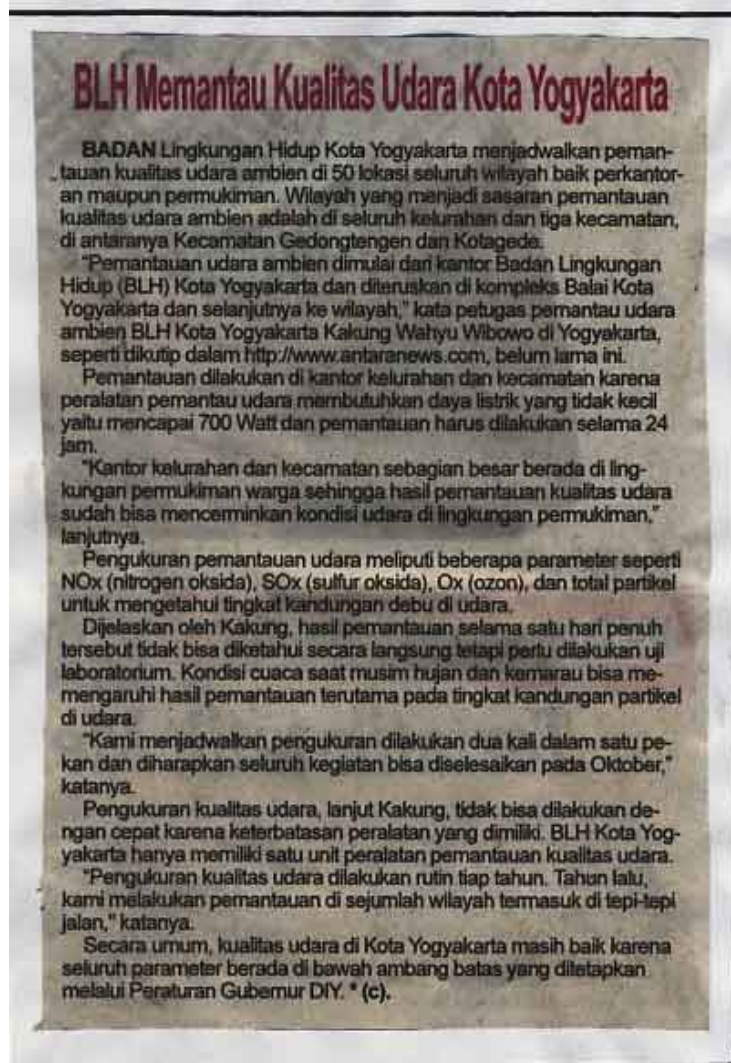 BLH Memantau Kualitas Udara Kota Yogyakarta
BADAN Lingkungan Hidup Kota Yogyakarta menjadwalkan peman-
tauan kualitas udara ambien di 50 lokasi seluruh wilayah baik perkantor-
an maupun permukiman. Wilayah yang menjadi sasaran pemantauan
kualitas udara ambien adalah di seluruh kelurahan dan tiga kecamatan,
di antaranya Kecamatan Gedongtengen dan Kotagede.
"Pemantauan udara ambien dimulai dari kantor Badan Lingkungan
Hidup (BLH) Kota Yogyakarta dan diteruskan di kompleks Balai Kota
Yogyakarta dan selanjutnya ke wilayah," kata petugas pemantau udara
ambien BLH Kota Yogyakarta Kakung Wahyu Wibowo di Yogyakarta,
seperti dikutip dalam http://www.antaranews.com, belum lama ini.
Pemantauan dilakukan di kantor kelurahan dan kecamatan karena
peralatan pemantau udara membutuhkan daya listrik yang tidak kecil
yaitu mencapai 700 Watt dan pemantauan harus dilakukan selama 24
jam.
"Kantor kelurahan dan kecamatan sebagian besar berada di ling-
kungan permukiman warga sehingga hasil pemantauan kualitas udara
sudah bisa mencerminkan kondisi udara di lingkungan permukiman,"
lanjutnya.
Pengukuran pemantauan udara meliputi beberapa parameter seperti
NOx (nitrogen oksida), SOx (sulfur oksida), Ox (ozon), dan total partikel
untuk mengetahui tingkat kandungan debu di udara.
Dijelaskan oleh Kakung, hasil pemantauan selama satu hari penuh
tersebut tidak bisa diketahui secara langsung tetapi perlu dilakukan uji
laboratorium. Kondisi cuaca saat musim hujan dan kemarau bisa me-
mengaruhi hasil pemantauan terutama pada tingkat kandungan partikel
di udara.
"Kami menjadwalkan pengukuran dilakukan dua kali dalam satu pe-
kan dan diharapkan seluruh kegiatan bisa diselesaikan pada Oktober,"
katanya.
Pengukuran kualitas udara, lanjut Kakung, tidak bisa dilakukan de-
ngan cepat karena keterbatasan peralatan yang dimiliki. BLH Kota Yog-
yakarta hanya memiliki satu unit peralatan pemantauan kualitas udara.
"Pengukuran kualitas udara dilakukan rutin tiap tahun. Tahun lalu,
kami melakukan pemantauan di sejumlah wilayah termasuk di tepi-tepi
jalan," katanya.
Secara umum, kualitas udara di Kota Yogyakarta masih baik karena
seluruh parameter berada di bawah ambang batas yang ditetapkan
melalui Peraturan Gubernur DIY. * (c).